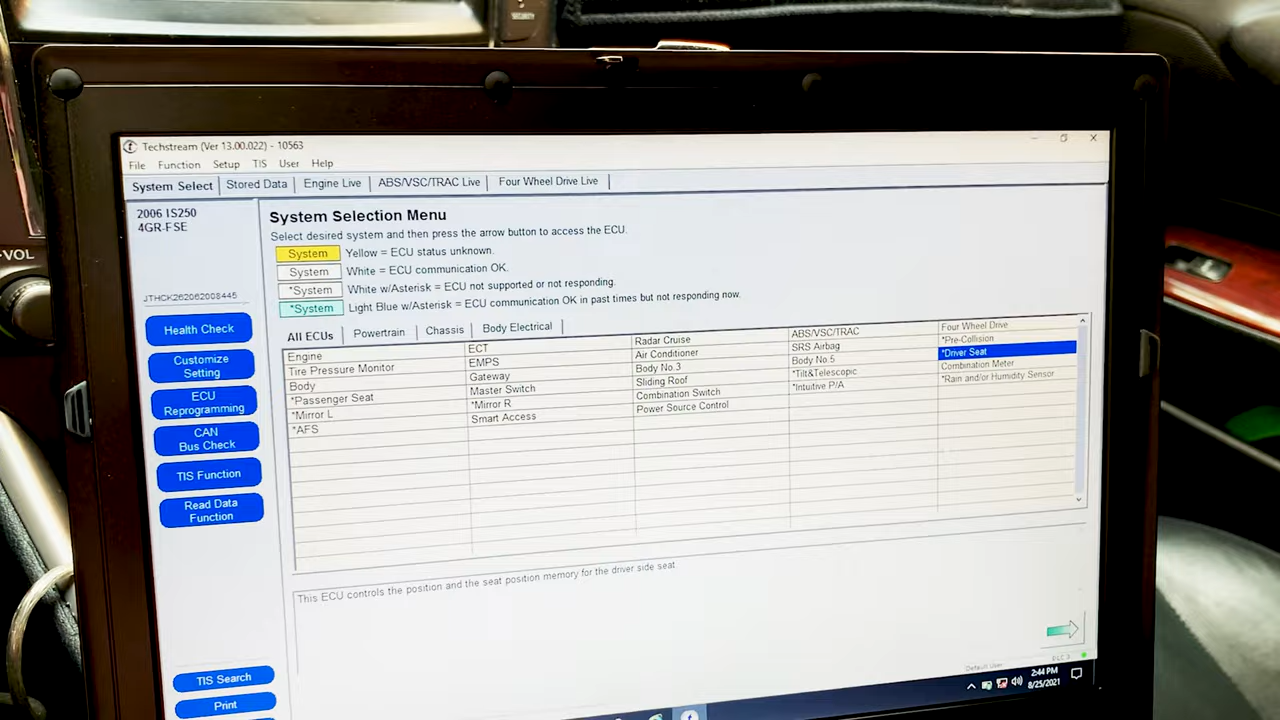 SECURITY
-VOL
Techstream (Ver 13.00.022) - 10563
File Function Setup TIS User Help
System Select Stored Data Engine Live ABS/VSC/TRAC Live Four Wheel Drive Live
2006 IS250
4GR-FSE
JTHCK262062008445
Health Check
Customize
Setting
ECU
Reprogramming
CAN
Bus Check
TIS Function
Read Data
Function
TIS Search
Print
System Selection Menu
Select desired system and then press the arrow button to access the ECU.
System Yellow = ECU status unknown.
System White = ECU communication OK.
*System White w/Asterisk = ECU not supported or not responding.
*System Light Blue w/Asterisk = ECU communication OK in past times but not responding now.
All ECUs Powertrain Chassis Body Electrical
Engine ECT Radar Cruise ABS/VSC/TRAC Four Wheel Drive
Tire Pressure Monitor EMPS Air Conditioner SRS Airbag *Pre-Collision
Body Gateway Body No.3 Body No.5 *Driver Seat
*Passenger Seat Master Switch Sliding Roof *Tilt&Telescopic Combination Meter
*Mirror L *Mirror R Combination Switch *Intuitive P/A *Rain and/or Humidity Sensor
*AFS Smart Access Power Source Control
This ECU controls the position and the seat position memory for the driver side seat
Default User DLC 3
2:44 PM
8/25/2021